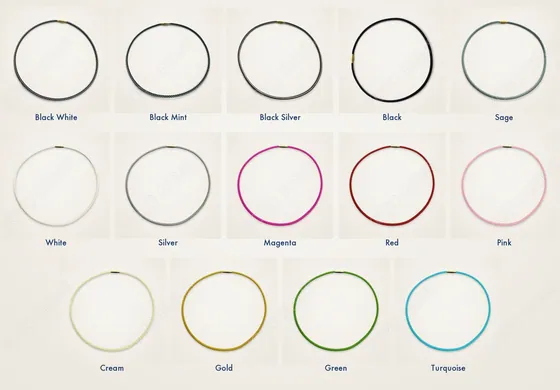 Black White
Black Mint
Black Silver
Black
Sage
White
Silver
Magenta
Red
Pink
Cream
Gold
Green
Turquoise